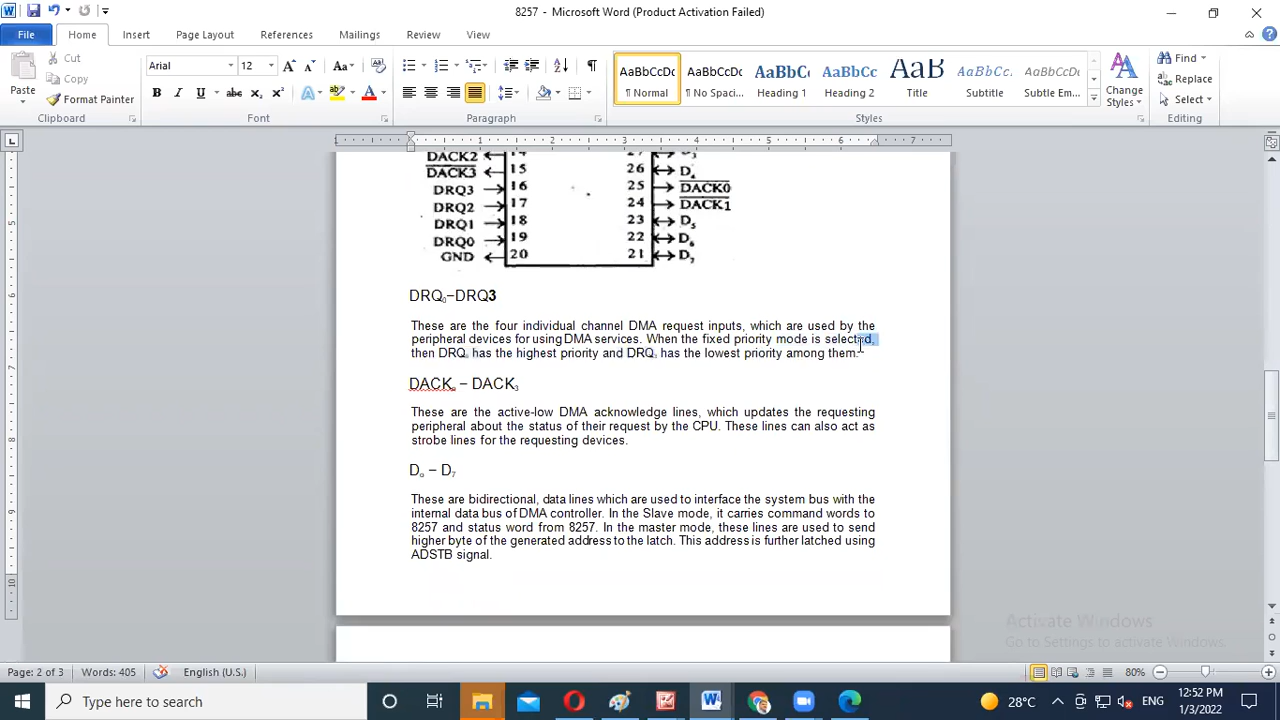 8257 - Microsoft Word (Product Activation Failed)
File Home Insert Page Layout References Mailings Review View
Paste Cut Copy Format Painter
Clipboard
Arial 12
Font
Paragraph
AaBbCcDc AaBbCcDc AaBbCc AaBbCc AaB AaBbCcL AaBbCcDc
¶ Normal ¶ No Spaci... Heading 1 Heading 2 Title Subtitle Subtle Em...
Styles
Change Styles
Find Replace Select
Editing
1 2 3 4 5 6 7
DACK2 14 27 D3
DACK3 15 26 D4
DRQ3 16 25 DACK0
DRQ2 17 24 DACK1
DRQ1 18 23 D5
DRQ0 19 22 D6
GND 20 21 D7
DRQ0−DRQ3
These are the four individual channel DMA request inputs, which are used by the
peripheral devices for using DMA services. When the fixed priority mode is selected,
then DRQ0 has the highest priority and DRQ3 has the lowest priority among them.
DACKo − DACK3
These are the active-low DMA acknowledge lines, which updates the requesting
peripheral about the status of their request by the CPU. These lines can also act as
strobe lines for the requesting devices.
Do − D7
These are bidirectional, data lines which are used to interface the system bus with the
internal data bus of DMA controller. In the Slave mode, it carries command words to
8257 and status word from 8257. In the master mode, these lines are used to send
higher byte of the generated address to the latch. This address is further latched using
ADSTB signal.
Activate Windows
Go to Settings to activate Windows.
Page: 2 of 3 Words: 405 English (U.S.) 80%
Type here to search
28°C ENG 12:52 PM
1/3/2022